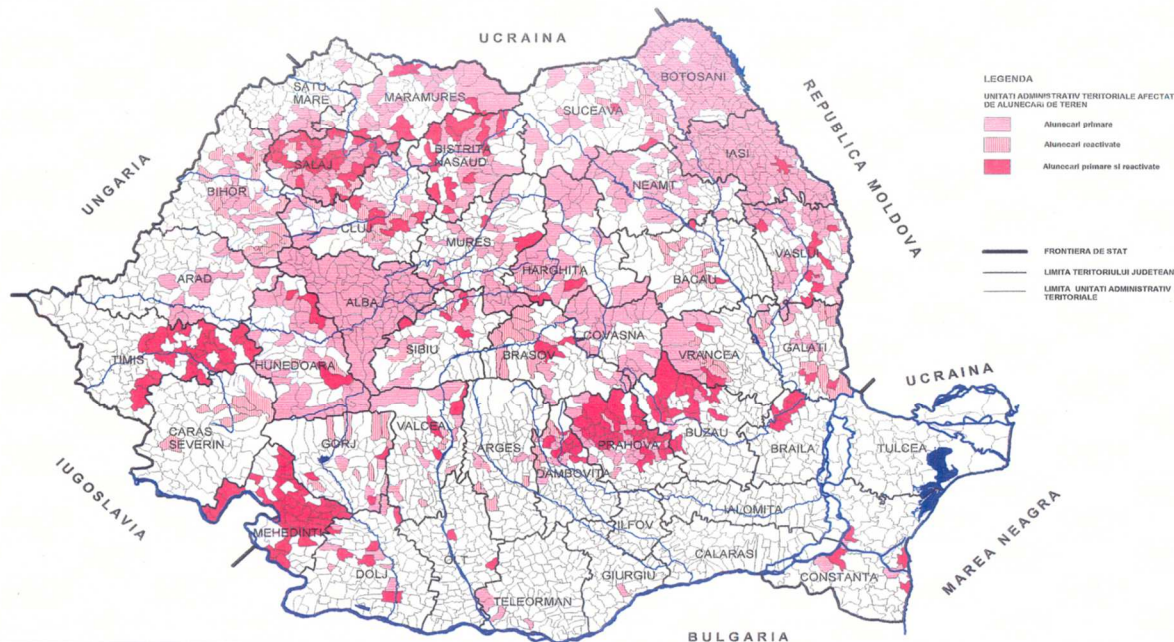 UCRAINA
UNGARIA
REPUBLICA MOLDOVA
IUGOSLAVIA
BULGARIA
UCRAINA
MAREA NEAGRA
SATU
MARE
MARAMURES
SUCEAVA
BOTOSANI
SALAJ
BISTRITA
NASAUD
IASI
BIHOR
NEAMT
CLUJ
MURES
VASLUI
ARAD
HARGHITA
BACAU
ALBA
COVASNA
SIBIU
BRASOV
VRANCEA
GALATI
TIMIS
HUNEDOARA
CARAS
SEVERIN
GORJ
VALCEA
ARGES
PRAHOVA
BUZAU
BRAILA
TULCEA
DAMBOVITA
IALOMITA
MEHEDINTI
ILFOV
CALARASI
DOLJ
OLT
GIURGIU
CONSTANTA
TELEORMAN
LEGENDA
UNITATI ADMINISTRATIV TERITORIALE AFECTAT
DE ALUNECARI DE TEREN
Alunecari primare
Alunecari reactivate
Alunecari primare si reactivate
FRONTIERA DE STAT
LIMITA TERITORIULUI JUDETEAN
LIMITA UNITATI ADMINISTRATIV
TERITORIALE